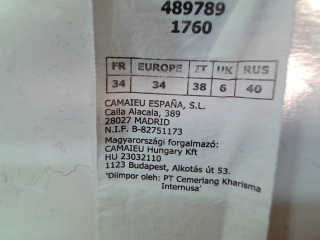 489789
1760
FR EUROPE IT UK RUS
34 34 38 6 40
CAMAIEU ESPAÑA, S.L.
Calla Alacala, 389
28027 MADRID
N.I.F. B-82751173
Magyarországi forgalmazó:
CAMAIEU Hungary Kft
HU 23032110
1123 Budapest, Alkotás út 53.
'Diimpor oleh: PT Cemerlang Kharisma
Internusa'